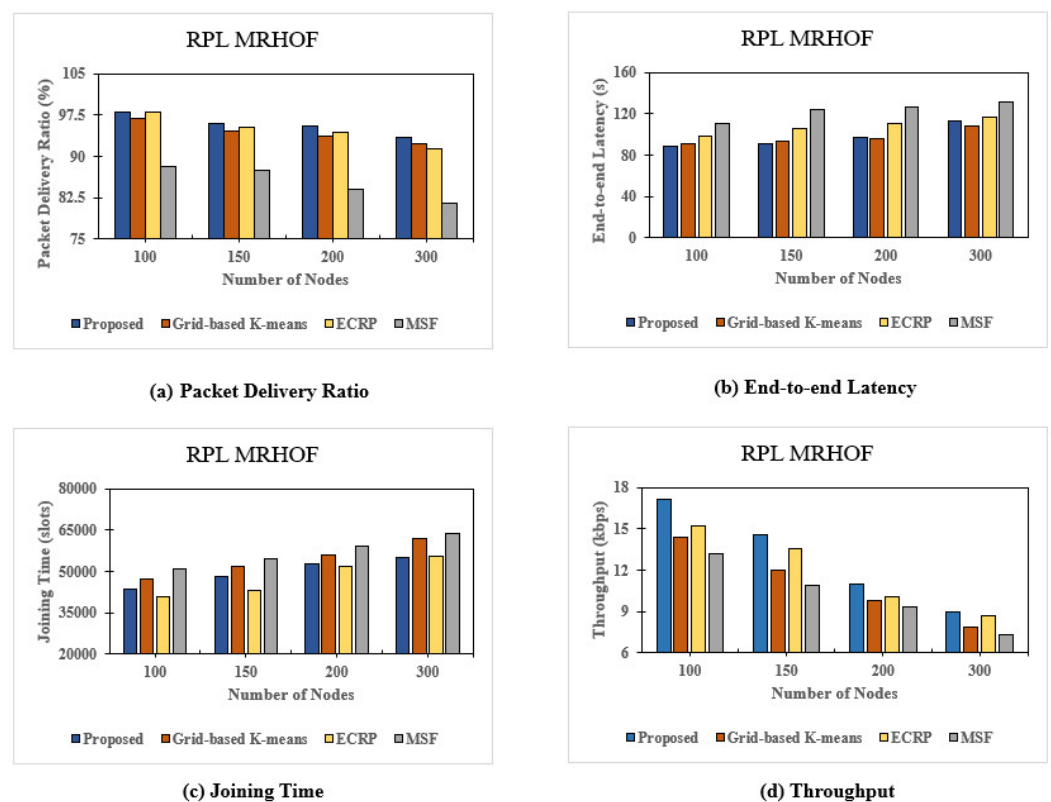 RPL MRHOF
105
97.5
90
82.5
75
Packet Delivery Ratio (%)
100 150 200 300
Number of Nodes
Proposed Grid-based K-means ECRP MSF
(a) Packet Delivery Ratio
RPL MRHOF
160
120
80
40
0
End-to-end Latency (s)
100 150 200 300
Number of Nodes
Proposed Grid-based K-means ECRP MSF
(b) End-to-end Latency
RPL MRHOF
80000
65000
50000
35000
20000
Joining Time (slots)
100 150 200 300
Number of Nodes
Proposed Grid-based K-means ECRP MSF
(c) Joining Time
RPL MRHOF
18
15
12
9
6
Throughput (kbps)
100 150 200 300
Number of Nodes
Proposed Grid-based K-means ECRP MSF
(d) Throughput